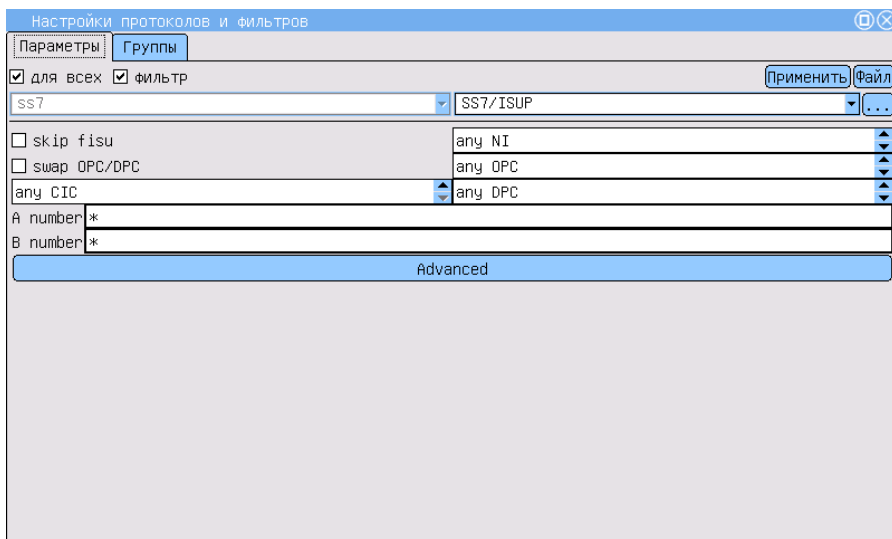 Настройки протоколов и фильтров
Параметры Группы
для всех фильтр Применить Файл
ss7 SS7/ISUP ...
skip fisu any NI
swap OPC/DPC any OPC
any CIC any DPC
A number *
B number *
Advanced